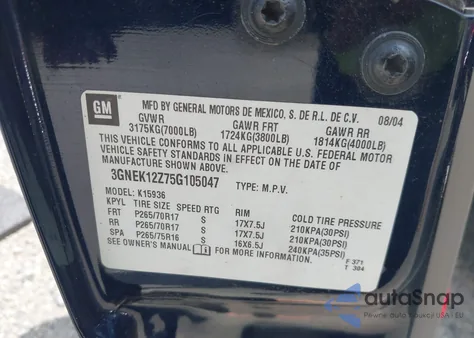 GM
MFD BY GENERAL MOTORS DE MEXICO, S. DE R.L. DE C.V. 08/04
GVWR GAWR FRT GAWR RR
3175KG(7000LB) 1724KG(3800LB) 1814KG(4000LB)
THIS VEHICLE CONFORMS TO ALL APPLICABLE U.S. FEDERAL MOTOR
VEHICLE SAFETY STANDARDS IN EFFECT ON THE DATE OF
MANUFACTURE SHOWN ABOVE.
3GNEK12Z75G105047 TYPE: M.P.V.
MODEL: K15936
KPYL TIRE SIZE SPEED RTG RIM COLD TIRE PRESSURE
FRT P265/70R17 S 17X7.5J 210KPA(30PSI)
RR P265/70R17 S 17X7.5J 210KPA(30PSI)
SPA P265/75R16 S 16X6.5J 240KPA(35PSI)
SEE OWNER'S MANUAL FOR MORE INFORMATION.
F 371
T 304
autoSnap